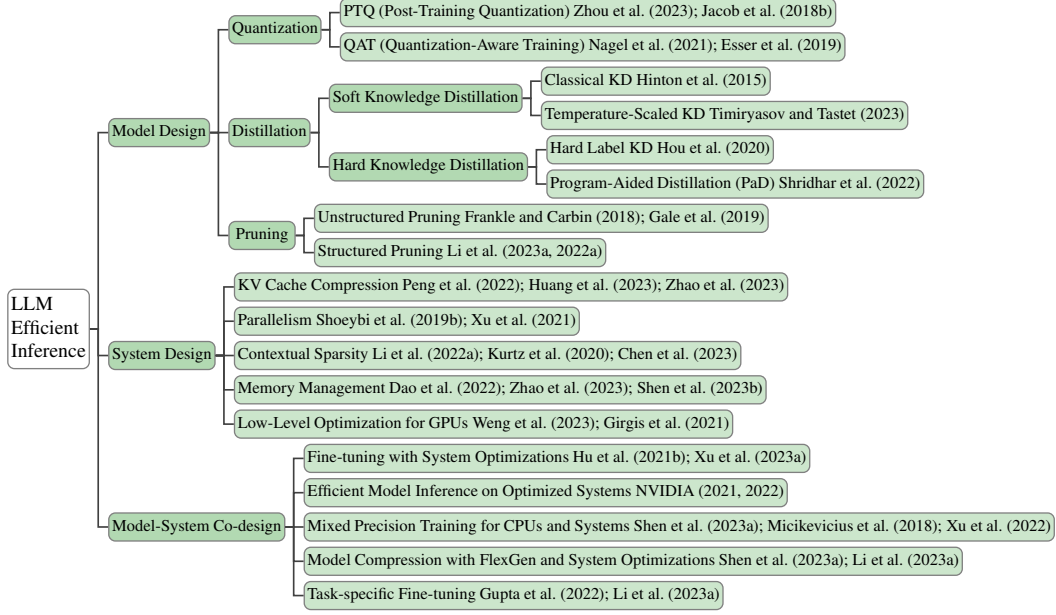 PTQ (Post-Training Quantization) Zhou et al. (2023); Jacob et al. (2018b)
Quantization
QAT (Quantization-Aware Training) Nagel et al. (2021); Esser et al. (2019)
Classical KD Hinton et al. (2015)
Soft Knowledge Distillation
Temperature-Scaled KD Timiryasov and Tastet (2023)
Model Design
Distillation
Hard Label KD Hou et al. (2020)
Hard Knowledge Distillation
Program-Aided Distillation (PaD) Shridhar et al. (2022)
Unstructured Pruning Frankle and Carbin (2018); Gale et al. (2019)
Pruning
Structured Pruning Li et al. (2023a, 2022a)
LLM
Efficient
Inference
KV Cache Compression Peng et al. (2022); Huang et al. (2023); Zhao et al. (2023)
Parallelism Shoeybi et al. (2019b); Xu et al. (2021)
System Design
Contextual Sparsity Li et al. (2022a); Kurtz et al. (2020); Chen et al. (2023)
Memory Management Dao et al. (2022); Zhao et al. (2023); Shen et al. (2023b)
Low-Level Optimization for GPUs Weng et al. (2023); Girgis et al. (2021)
Fine-tuning with System Optimizations Hu et al. (2021b); Xu et al. (2023a)
Efficient Model Inference on Optimized Systems NVIDIA (2021, 2022)
Model-System Co-design
Mixed Precision Training for CPUs and Systems Shen et al. (2023a); Micikevicius et al. (2018); Xu et al. (2022)
Model Compression with FlexGen and System Optimizations Shen et al. (2023a); Li et al. (2023a)
Task-specific Fine-tuning Gupta et al. (2022); Li et al. (2023a)